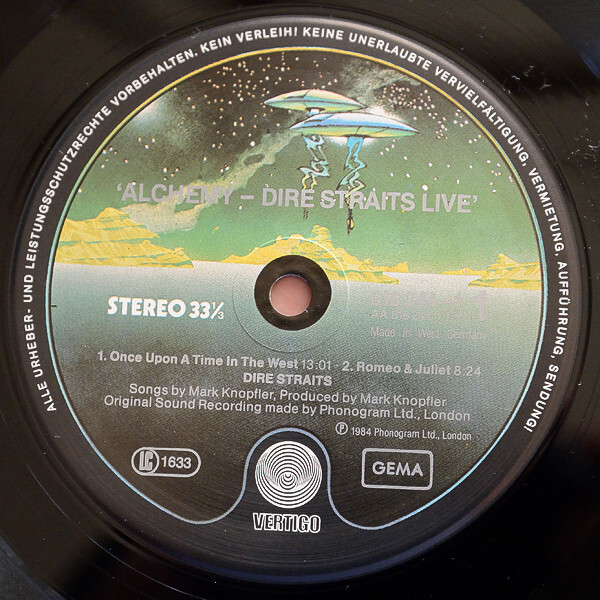 ALLE URHEBER- UND LEISTUNGSSCHUTZRECHTE VORBEHALTEN. KEIN VERLEIH! KEINE UNERLAUBTE VERVIELFÄLTIGUNG, VERMIETUNG, AUFFÜHRUNG, SENDUNG!
'ALCHEMY – DIRE STRAITS LIVE'
STEREO 33⅓
Made in West Germany
1. Once Upon A Time In The West 13:01 · 2. Romeo & Juliet 8:24
DIRE STRAITS
Songs by Mark Knopfler, Produced by Mark Knopfler
Original Sound Recording made by Phonogram Ltd., London
℗ 1984 Phonogram Ltd., London
LC 1633
GEMA
VERTIGO